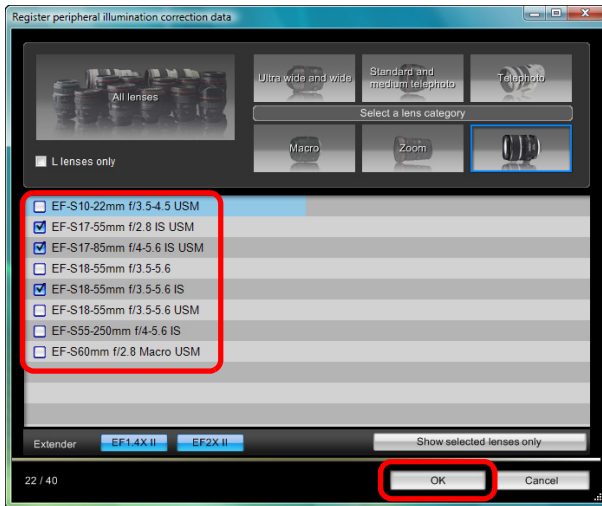 Register peripheral illumination correction data
All lenses
Ultra wide and wide
Standard and
medium telephoto
Telephoto
Select a lens category
Macro
Zoom
L lenses only
EF-S10-22mm f/3.5-4.5 USM
EF-S17-55mm f/2.8 IS USM
EF-S17-85mm f/4-5.6 IS USM
EF-S18-55mm f/3.5-5.6
EF-S18-55mm f/3.5-5.6 IS
EF-S18-55mm f/3.5-5.6 USM
EF-S55-250mm f/4-5.6 IS
EF-S60mm f/2.8 Macro USM
Extender EF1.4X II EF2X II Show selected lenses only
22 / 40 OK Cancel